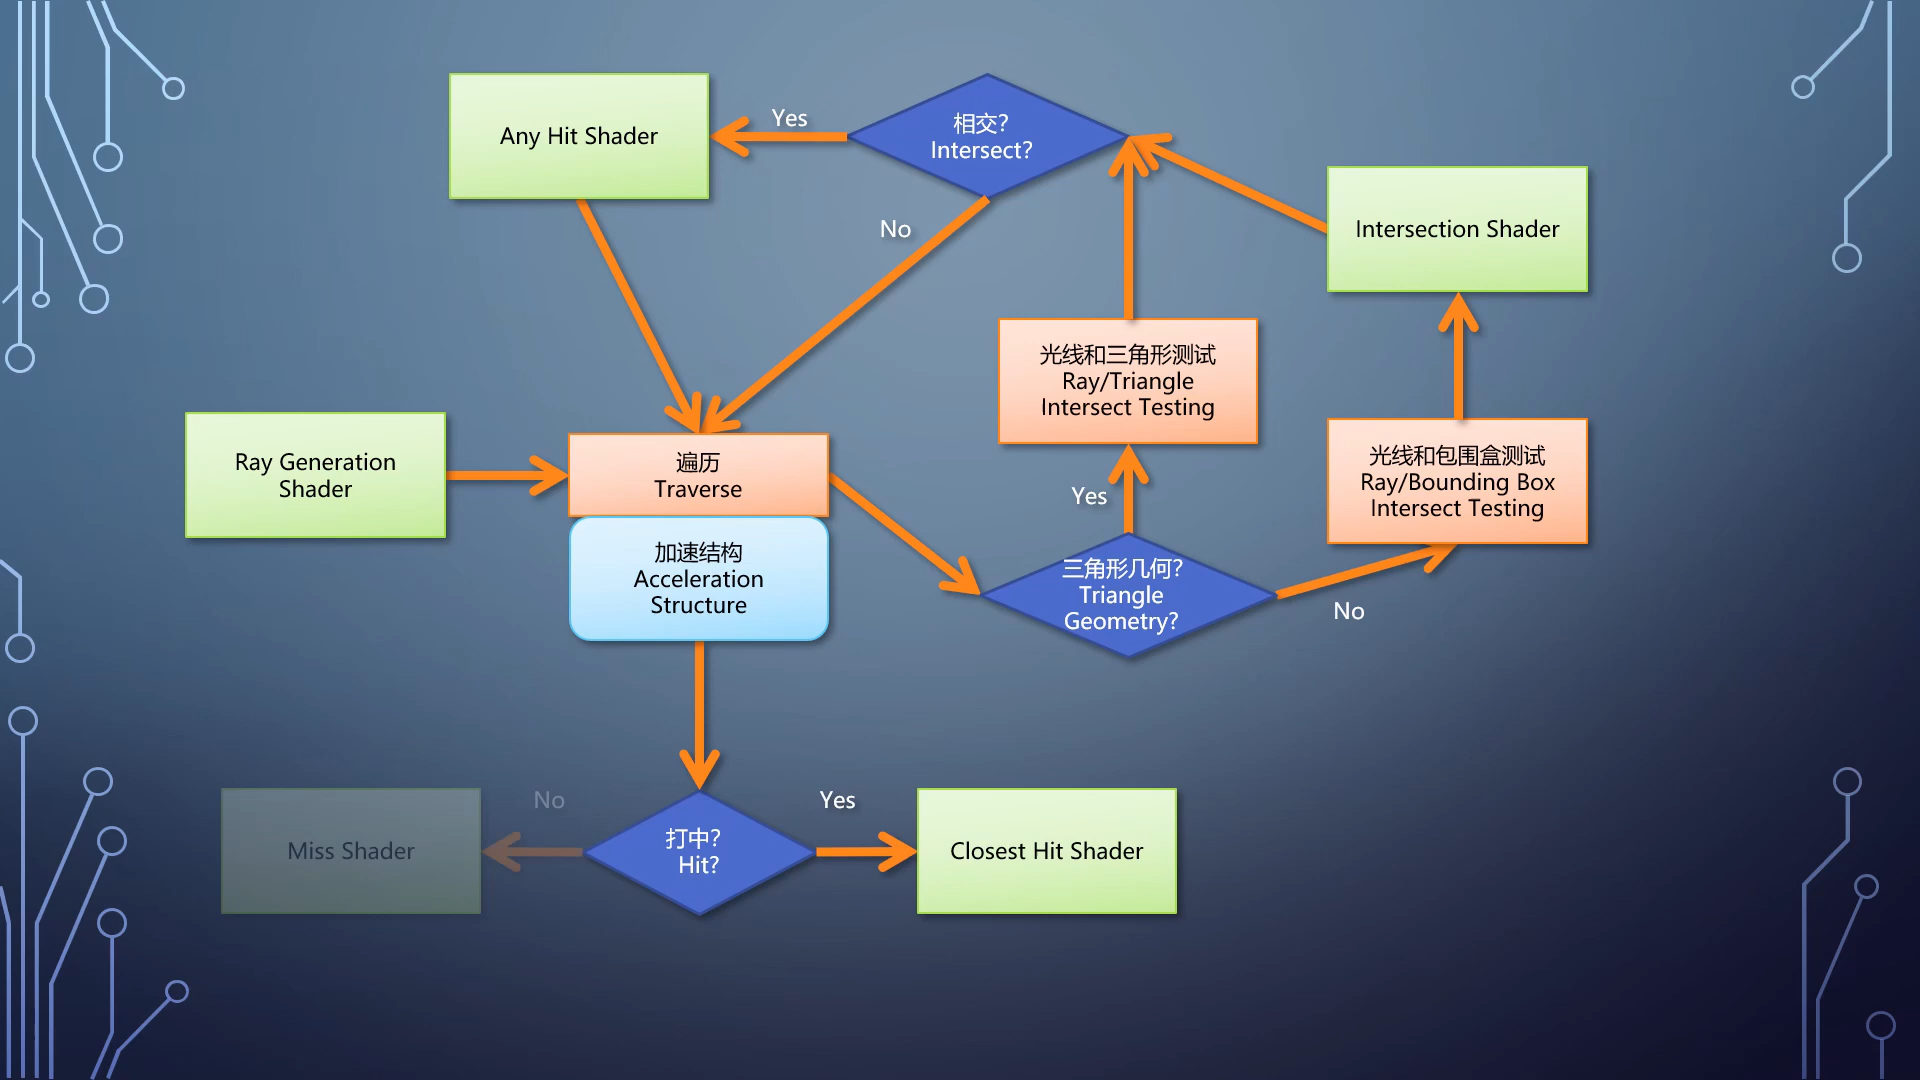 Any Hit Shader
Yes
相交?
Intersect?
No
Intersection Shader
光线和三角形测试
Ray/Triangle
Intersect Testing
Ray Generation
Shader
遍历
Traverse
加速结构
Acceleration
Structure
Yes
光线和包围盒测试
Ray/Bounding Box
Intersect Testing
三角形几何?
Triangle
Geometry?
No
Miss Shader
No
打中?
Hit?
Yes
Closest Hit Shader